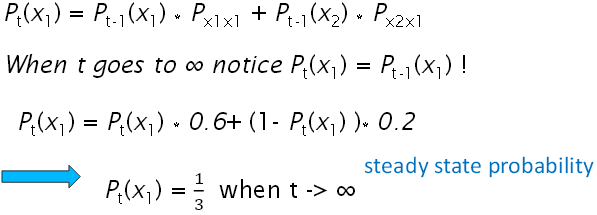 Pt(x1) = Pt-1(x1) * Px1x1 + Pt-1(x2) * Px2x1
When t goes to ∞ notice Pt(x1) = Pt-1(x1) !
Pt(x1) = Pt(x1) * 0.6+ (1- Pt(x1) )* 0.2
steady state probability
Pt(x1) = 1/3 when t -> ∞